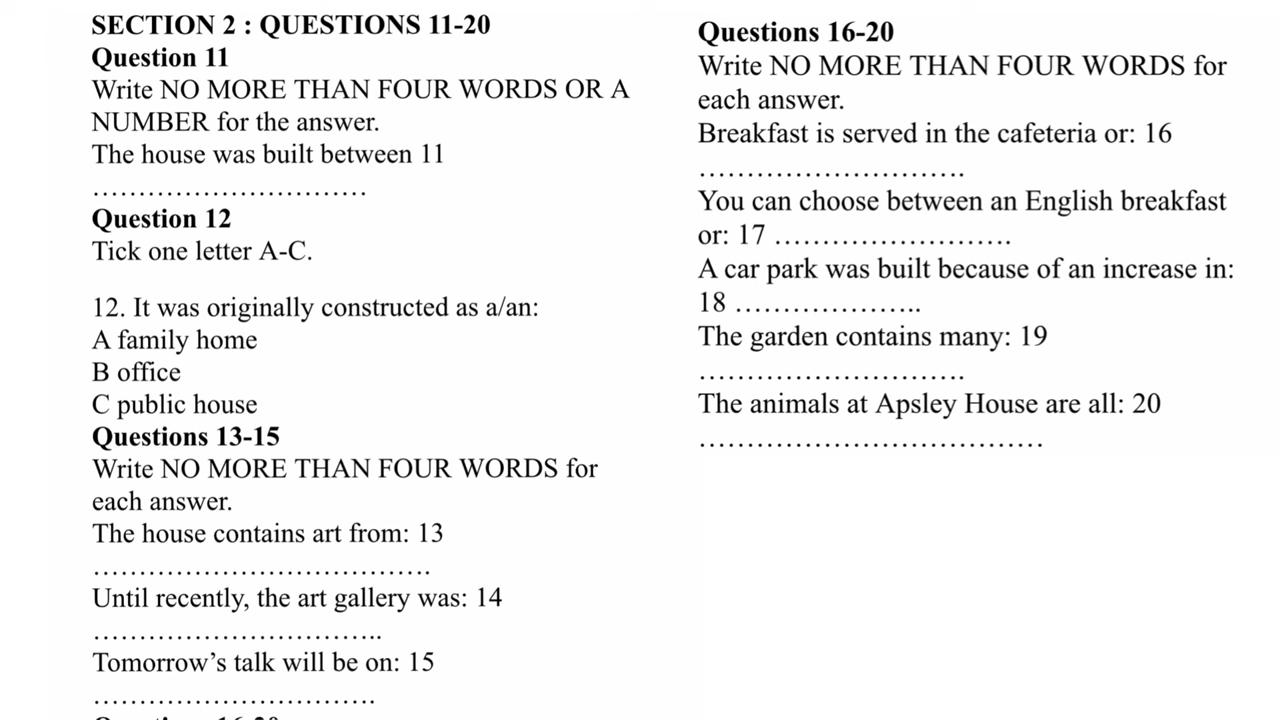 SECTION 2 : QUESTIONS 11-20
Question 11
Write NO MORE THAN FOUR WORDS OR A
NUMBER for the answer.
The house was built between 11
…………………………
Question 12
Tick one letter A-C.
12. It was originally constructed as a/an:
A family home
B office
C public house
Questions 13-15
Write NO MORE THAN FOUR WORDS for
each answer.
The house contains art from: 13
……………………………….
Until recently, the art gallery was: 14
…………………………..
Tomorrow’s talk will be on: 15
………………………….
Questions 16-20
Questions 16-20
Write NO MORE THAN FOUR WORDS for
each answer.
Breakfast is served in the cafeteria or: 16
……………………….
You can choose between an English breakfast
or: 17 …………………….
A car park was built because of an increase in:
18 ………………..
The garden contains many: 19
……………………….
The animals at Apsley House are all: 20
………………………………